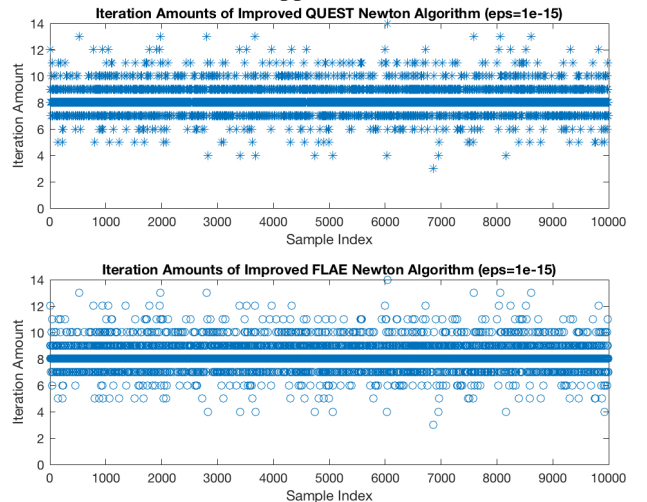 Iteration Amounts of Improved QUEST Newton Algorithm (eps=1e-15)
14
12
10
8
6
4
2
0
Iteration Amount
0 1000 2000 3000 4000 5000 6000 7000 8000 9000 10000
Sample Index
Iteration Amounts of Improved FLAE Newton Algorithm (eps=1e-15)
14
12
10
8
6
4
2
0
Iteration Amount
0 1000 2000 3000 4000 5000 6000 7000 8000 9000 10000
Sample Index